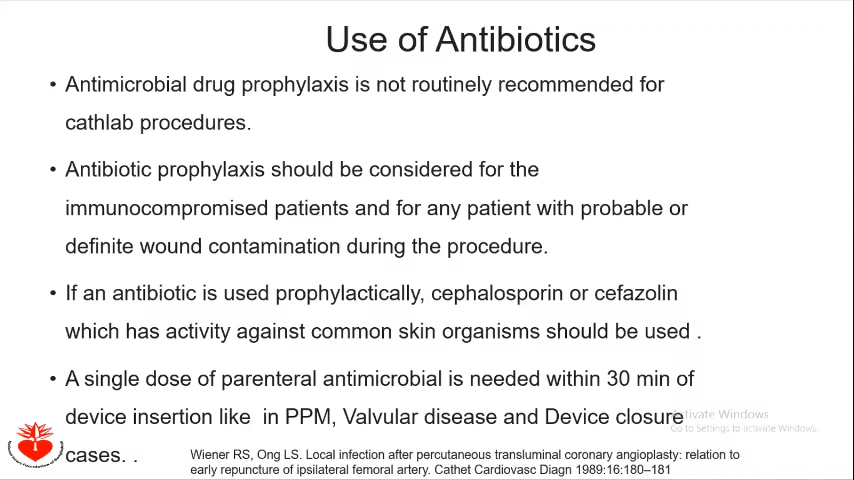 Use of Antibiotics
• Antimicrobial drug prophylaxis is not routinely recommended for
cathlab procedures.
• Antibiotic prophylaxis should be considered for the
immunocompromised patients and for any patient with probable or
definite wound contamination during the procedure.
• If an antibiotic is used prophylactically, cephalosporin or cefazolin
which has activity against common skin organisms should be used .
• A single dose of parenteral antimicrobial is needed within 30 min of
device insertion like in PPM, Valvular disease and Device closure
cases. .
Activate Windows
Go to Settings to activate Windows.
Wiener RS, Ong LS. Local infection after percutaneous transluminal coronary angioplasty: relation to
early repuncture of ipsilateral femoral artery. Cathet Cardiovasc Diagn 1989:16:180–181